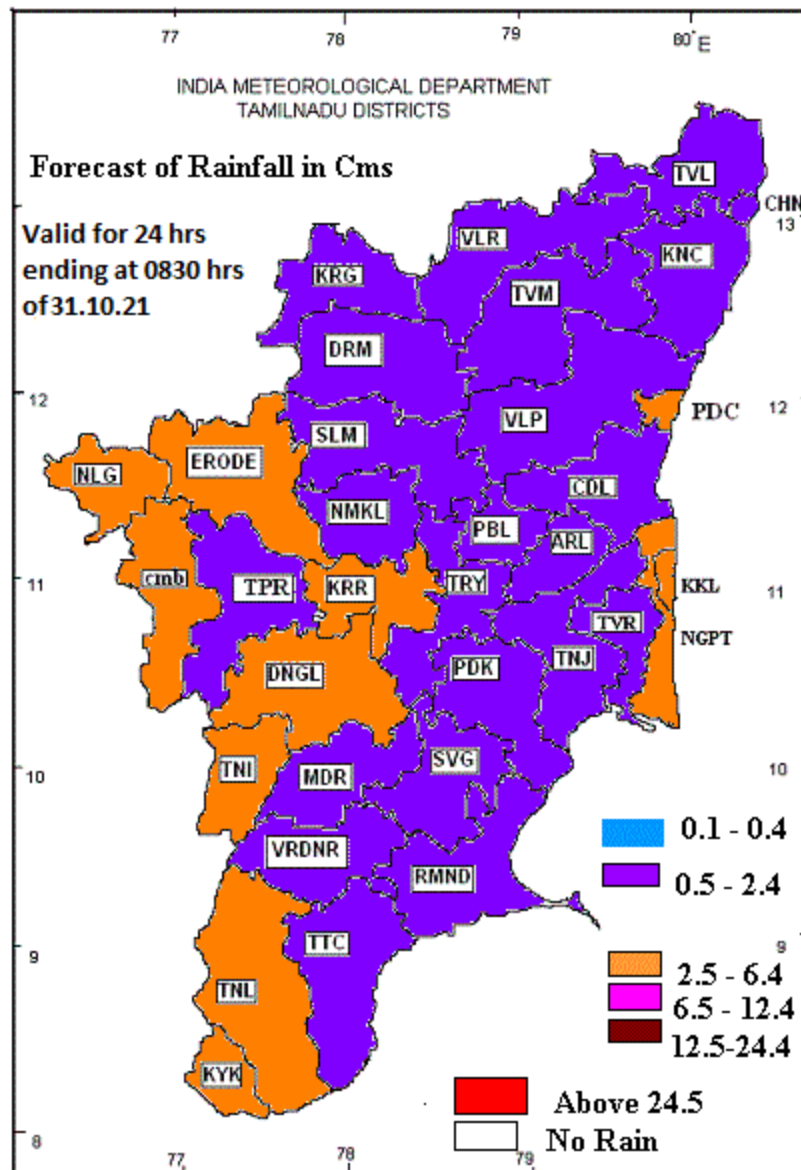 77 78 79 80°E
INDIA METEOROLOGICAL DEPARTMENT
TAMILNADU DISTRICTS
Forecast of Rainfall in Cms
Valid for 24 hrs
ending at 0830 hrs
of 31.10.21
TVL
CHN
13
VLR
KNC
KRG
TVM
DRM
12
12
PDC
VLP
SLM
ERODE
NLG
CDL
NMKL
PBL
ARL
11
cmb
TPR
KRR
TRY
KKL
11
TVR
NGPT
DNGL
PDK
TNJ
10
TNI
MDR
SVG
10
0.1 - 0.4
VRDNR
RMND
0.5 - 2.4
9
TTC
9
2.5 - 6.4
TNL
6.5 - 12.4
12.5-24.4
KYK
Above 24.5
8
No Rain
77 78 79